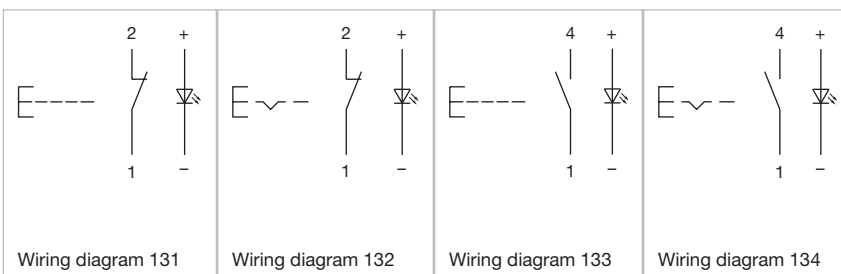 2 +
1 −
Wiring diagram 131
2 +
1 −
Wiring diagram 132
4 +
1 −
Wiring diagram 133
4 +
1 −
Wiring diagram 134